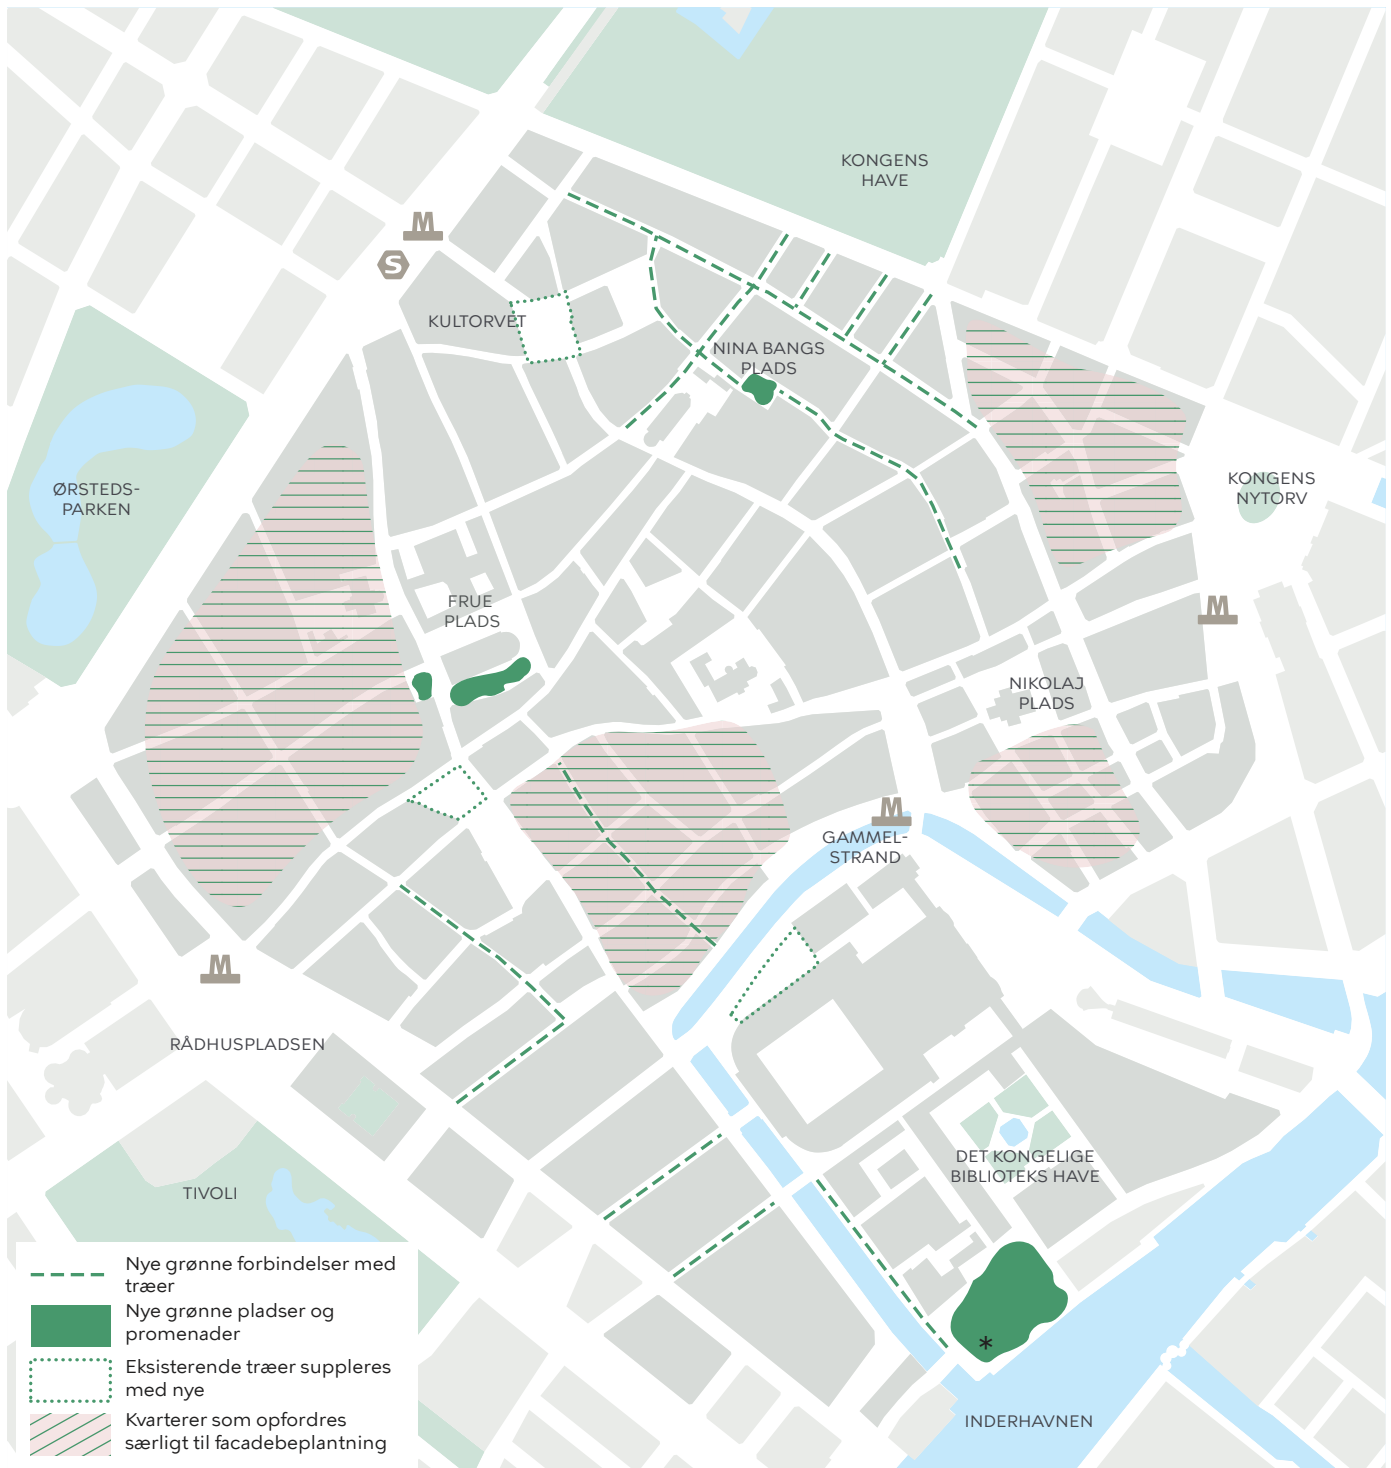 KONGENS
HAVE
M
S
KULTORVET
NINA BANGS
PLADS
ØRSTEDS-
PARKEN
KONGENS
NYTORV
FRUE
PLADS
M
NIKOLAJ
PLADS
M
GAMMEL-
STRAND
M
RÅDHUSPLADSEN
DET KONGELIGE
BIBLIOTEKS HAVE
TIVOLI
*
INDERHAVNEN
Nye grønne forbindelser med
træer
Nye grønne pladser og
promenader
Eksisterende træer suppleres
med nye
Kvarterer som opfordres
særligt til facadebeplantning